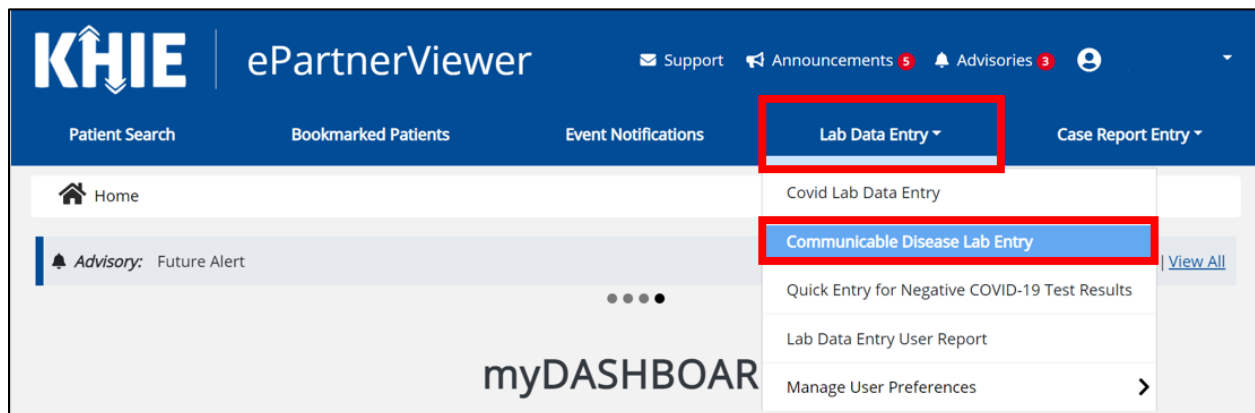 KHIE ePartnerViewer Support Announcements 5 Advisories 3
Patient Search Bookmarked Patients Event Notifications Lab Data Entry Case Report Entry
Home
Covid Lab Data Entry
Communicable Disease Lab Entry
Advisory: Future Alert
| View All
Quick Entry for Negative COVID-19 Test Results
Lab Data Entry User Report
myDASHBOAR
Manage User Preferences